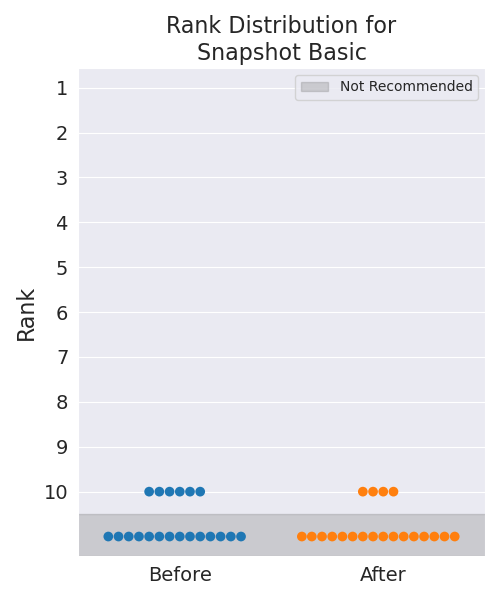 Rank Distribution for
Snapshot Basic
Not Recommended
1
2
3
4
5
6
7
8
9
10
Rank
Before
After